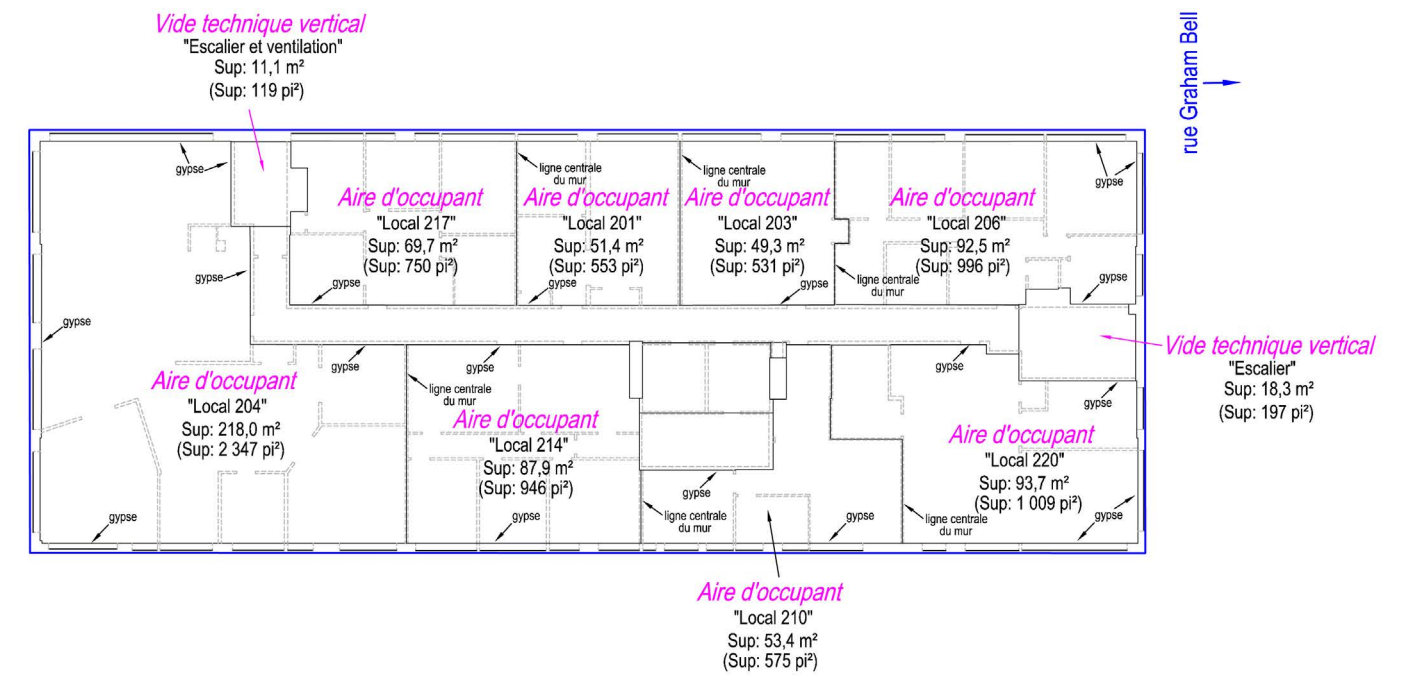 Vide technique vertical
"Escalier et ventilation"
Sup: 11,1 m²
(Sup: 119 pi²)
rue Graham Bell
gypse
gypse
ligne centrale
du mur
ligne centrale
du mur
Aire d'occupant
"Local 217"
Sup: 69,7 m²
(Sup: 750 pi²)
Aire d'occupant
"Local 201"
Sup: 51,4 m²
(Sup: 553 pi²)
Aire d'occupant
"Local 203"
Sup: 49,3 m²
(Sup: 531 pi²)
Aire d'occupant
"Local 206"
Sup: 92,5 m²
(Sup: 996 pi²)
gypse
gypse
gypse
gypse
ligne centrale
du mur
gypse
gypse
gypse
gypse
gypse
Vide technique vertical
"Escalier"
Sup: 18,3 m²
(Sup: 197 pi²)
Aire d'occupant
"Local 204"
Sup: 218,0 m²
(Sup: 2 347 pi²)
ligne centrale
du mur
Aire d'occupant
"Local 214"
Sup: 87,9 m²
(Sup: 946 pi²)
gypse
Aire d'occupant
"Local 220"
Sup: 93,7 m²
(Sup: 1 009 pi²)
gypse
gypse
gypse
ligne centrale
du mur
gypse
ligne centrale
du mur
gypse
Aire d'occupant
"Local 210"
Sup: 53,4 m²
(Sup: 575 pi²)